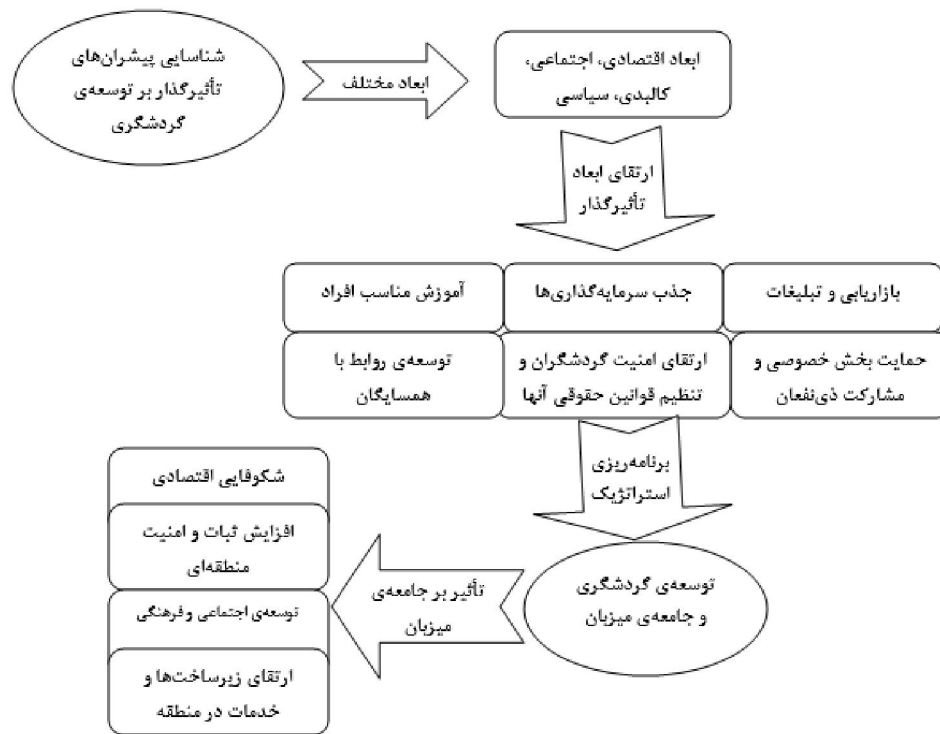 شناسایی پیشران‌های
تأثیرگذار بر توسعه‌ی
گردشگری
ابعاد مختلف
ابعاد اقتصادی، اجتماعی،
کالبدی، سیاسی
ارتقای ابعاد
تأثیرگذار
بازاریابی و تبلیغات
جذب سرمایه‌گذاری‌ها
آموزش مناسب افراد
حمایت بخش خصوصی و
مشارکت ذی‌نفعان
ارتقای امنیت گردشگران و
تنظیم قوانین حقوقی آنها
توسعه‌ی روابط با
همسایگان
برنامه‌ریزی
استراتژیک
توسعه‌ی گردشگری
و جامعه‌ی میزبان
تأثیر بر جامعه‌ی
میزبان
شکوفایی اقتصادی
افزایش ثبات و امنیت
منطقه‌ای
توسعه‌ی اجتماعی و فرهنگی
ارتقای زیرساخت‌ها و
خدمات در منطقه